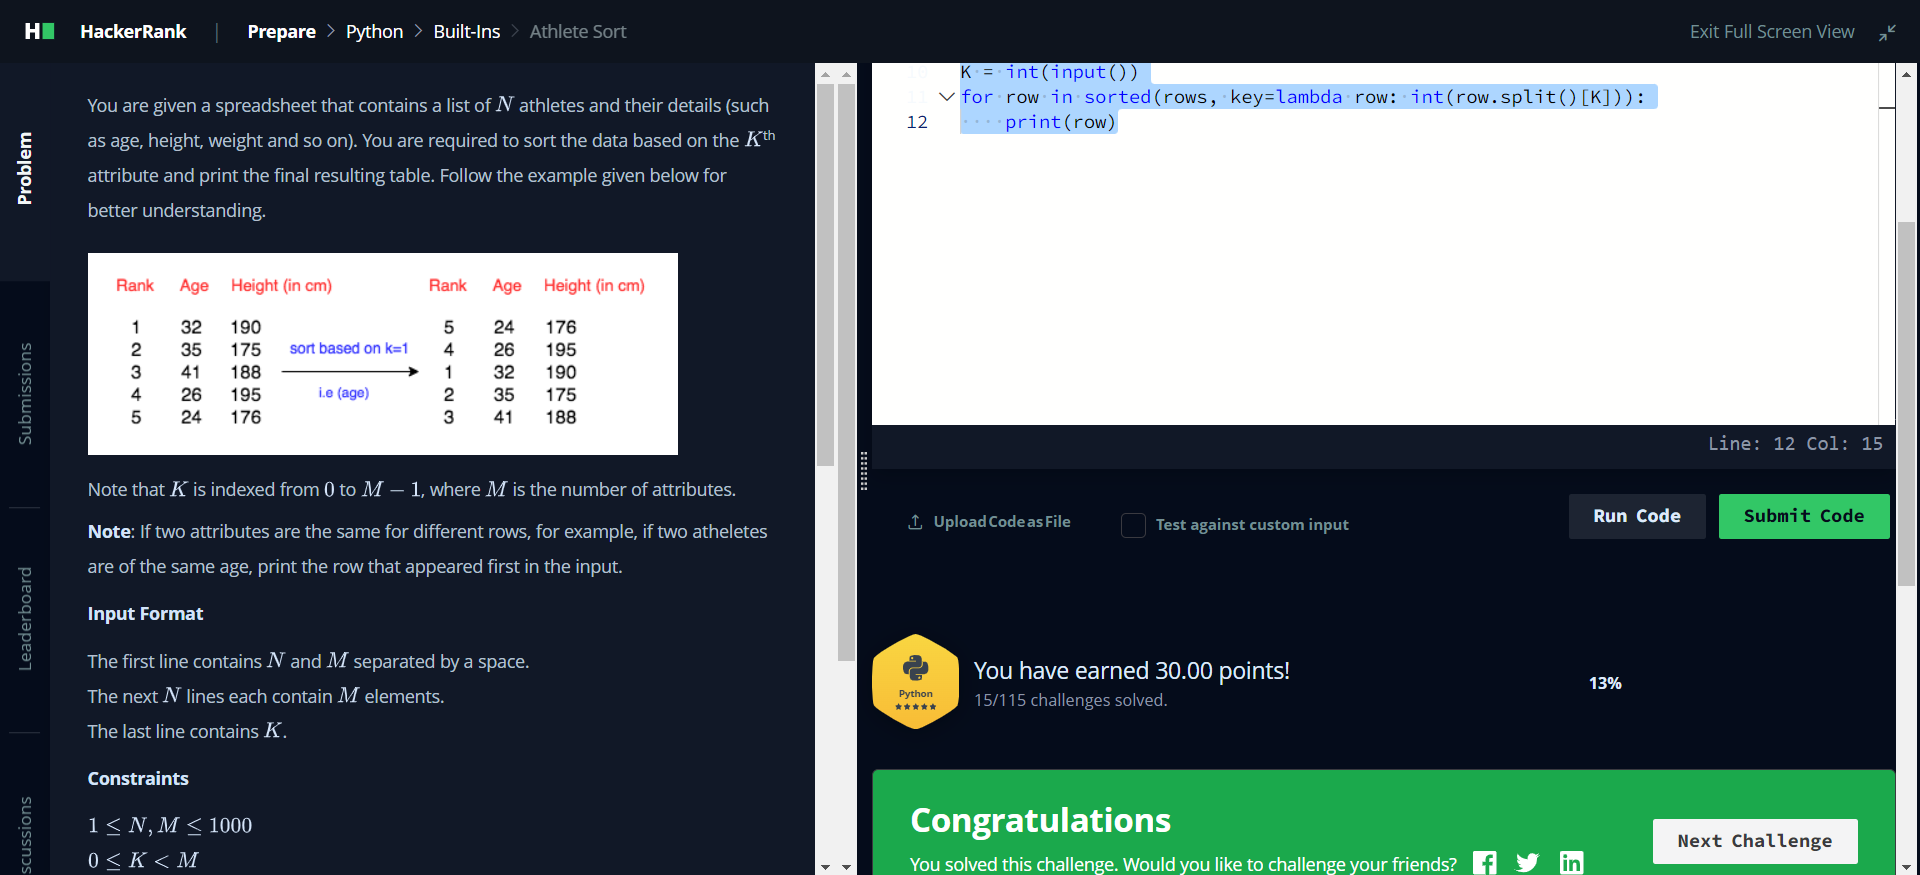 HackerRank | Prepare > Python > Built-Ins > Athlete Sort
Exit Full Screen View
Problem
Submissions
Leaderboard
scussions
You are given a spreadsheet that contains a list of N athletes and their details (such
as age, height, weight and so on). You are required to sort the data based on the Kth
attribute and print the final resulting table. Follow the example given below for
better understanding.
Rank Age Height (in cm) Rank Age Height (in cm)
1 32 190 5 24 176
2 35 175 sort based on k=1 4 26 195
3 41 188 1 32 190
4 26 195 i.e (age) 2 35 175
5 24 176 3 41 188
Note that K is indexed from 0 to M − 1, where M is the number of attributes.
Note: If two attributes are the same for different rows, for example, if two atheletes
are of the same age, print the row that appeared first in the input.
Input Format
The first line contains N and M separated by a space.
The next N lines each contain M elements.
The last line contains K.
Constraints
1 ≤ N, M ≤ 1000
0 ≤ K < M
10 K = int(input())
11 for row in sorted(rows, key=lambda row: int(row.split()[K])):
12 print(row)
Line: 12 Col: 15
Upload Code as File
Test against custom input
Run Code
Submit Code
Python
You have earned 30.00 points!
15/115 challenges solved.
13%
Congratulations
You solved this challenge. Would you like to challenge your friends?
Next Challenge